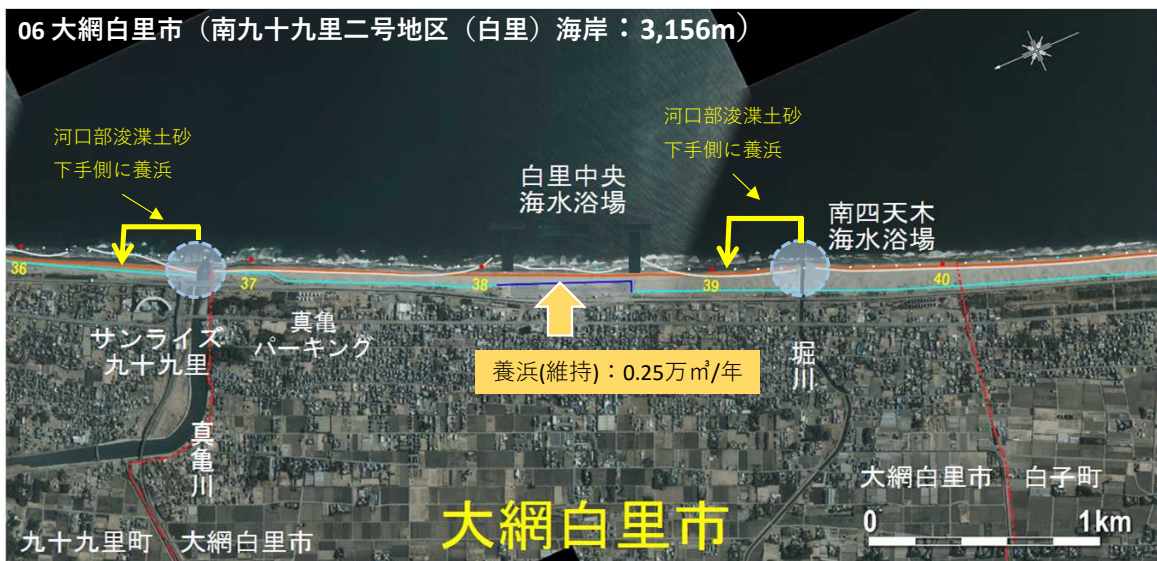 06 大網白里市（南九十九里二号地区（白里）海岸：3,156m）
河口部浚渫土砂
下手側に養浜
河口部浚渫土砂
下手側に養浜
白里中央
海水浴場
南四天木
海水浴場
36
37
38
39
40
サンライズ
九十九里
真亀
パーキング
養浜(維持)：0.25万㎥/年
堀川
真亀川
大網白里市
白子町
大網白里市
0
1km
九十九里町
大網白里市